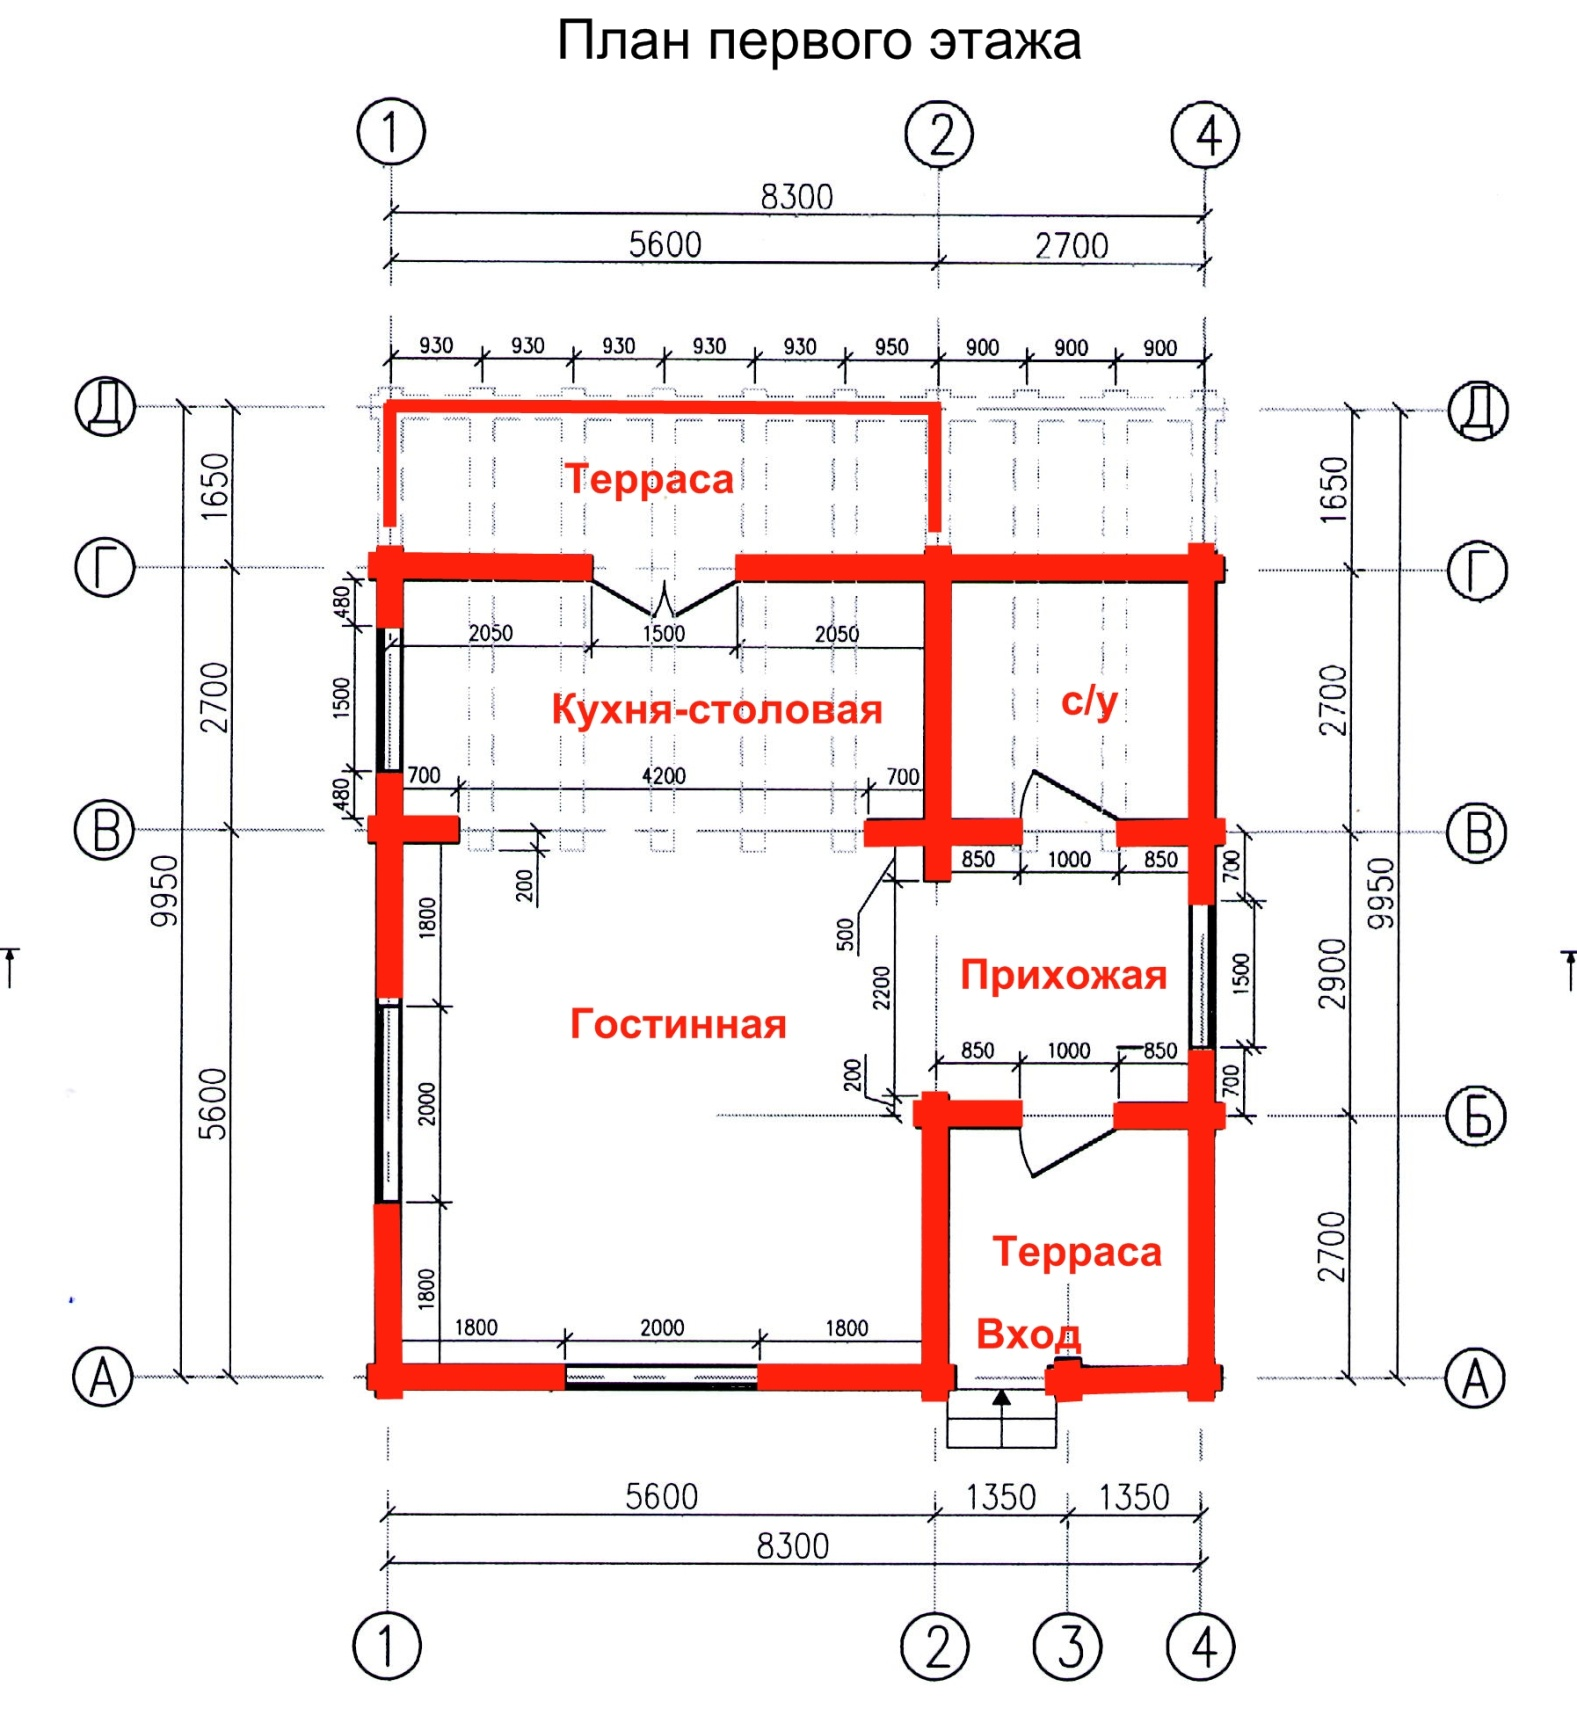 План первого этажа
1 2 4
8300
5600 2700
930 930 930 930 930 950 900 900 900
Д Д
1650 1650
Терраса
Г Г
480
2050 1500 2050
1500
2700 2700
Кухня-столовая с/у
480
700 4200 700
В В
850 1000 850
700
200
9950 9950
1800
500
2200
Прихожая
1500
2900
Гостинная
850 1000 850
200
700
2000
5600
Б
Терраса
2700
1800
Вход
1800 2000 1800
А А
5600 1350 1350
8300
1 2 3 4